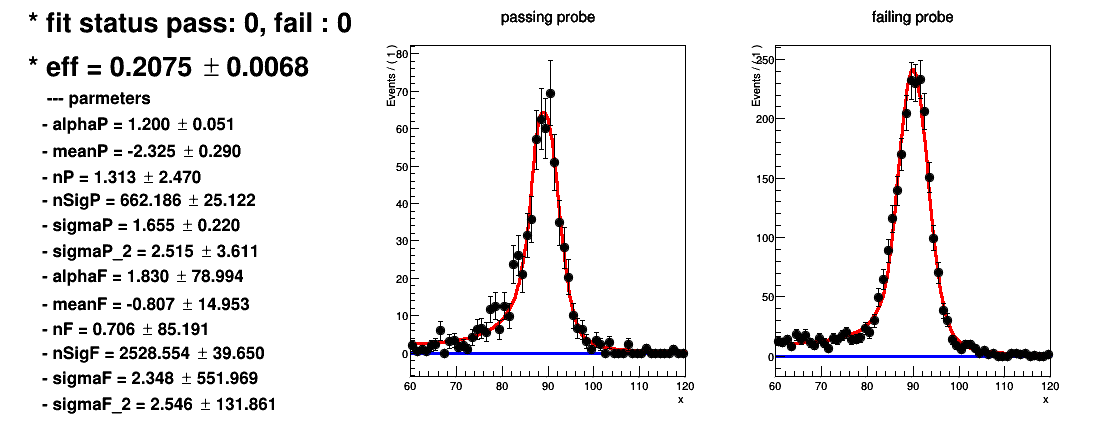 * fit status pass: 0, fail : 0
* eff = 0.2075 ± 0.0068
--- parmeters
- alphaP = 1.200 ± 0.051
- meanP = -2.325 ± 0.290
- nP = 1.313 ± 2.470
- nSigP = 662.186 ± 25.122
- sigmaP = 1.655 ± 0.220
- sigmaP_2 = 2.515 ± 3.611
- alphaF = 1.830 ± 78.994
- meanF = -0.807 ± 14.953
- nF = 0.706 ± 85.191
- nSigF = 2528.554 ± 39.650
- sigmaF = 2.348 ± 551.969
- sigmaF_2 = 2.546 ± 131.861
passing probe
Events / ( 1 )
80
70
60
50
40
30
20
10
0
60 70 80 90 100 110 120
x
failing probe
Events / ( 1 )
250
200
150
100
50
0
60 70 80 90 100 110 120
x